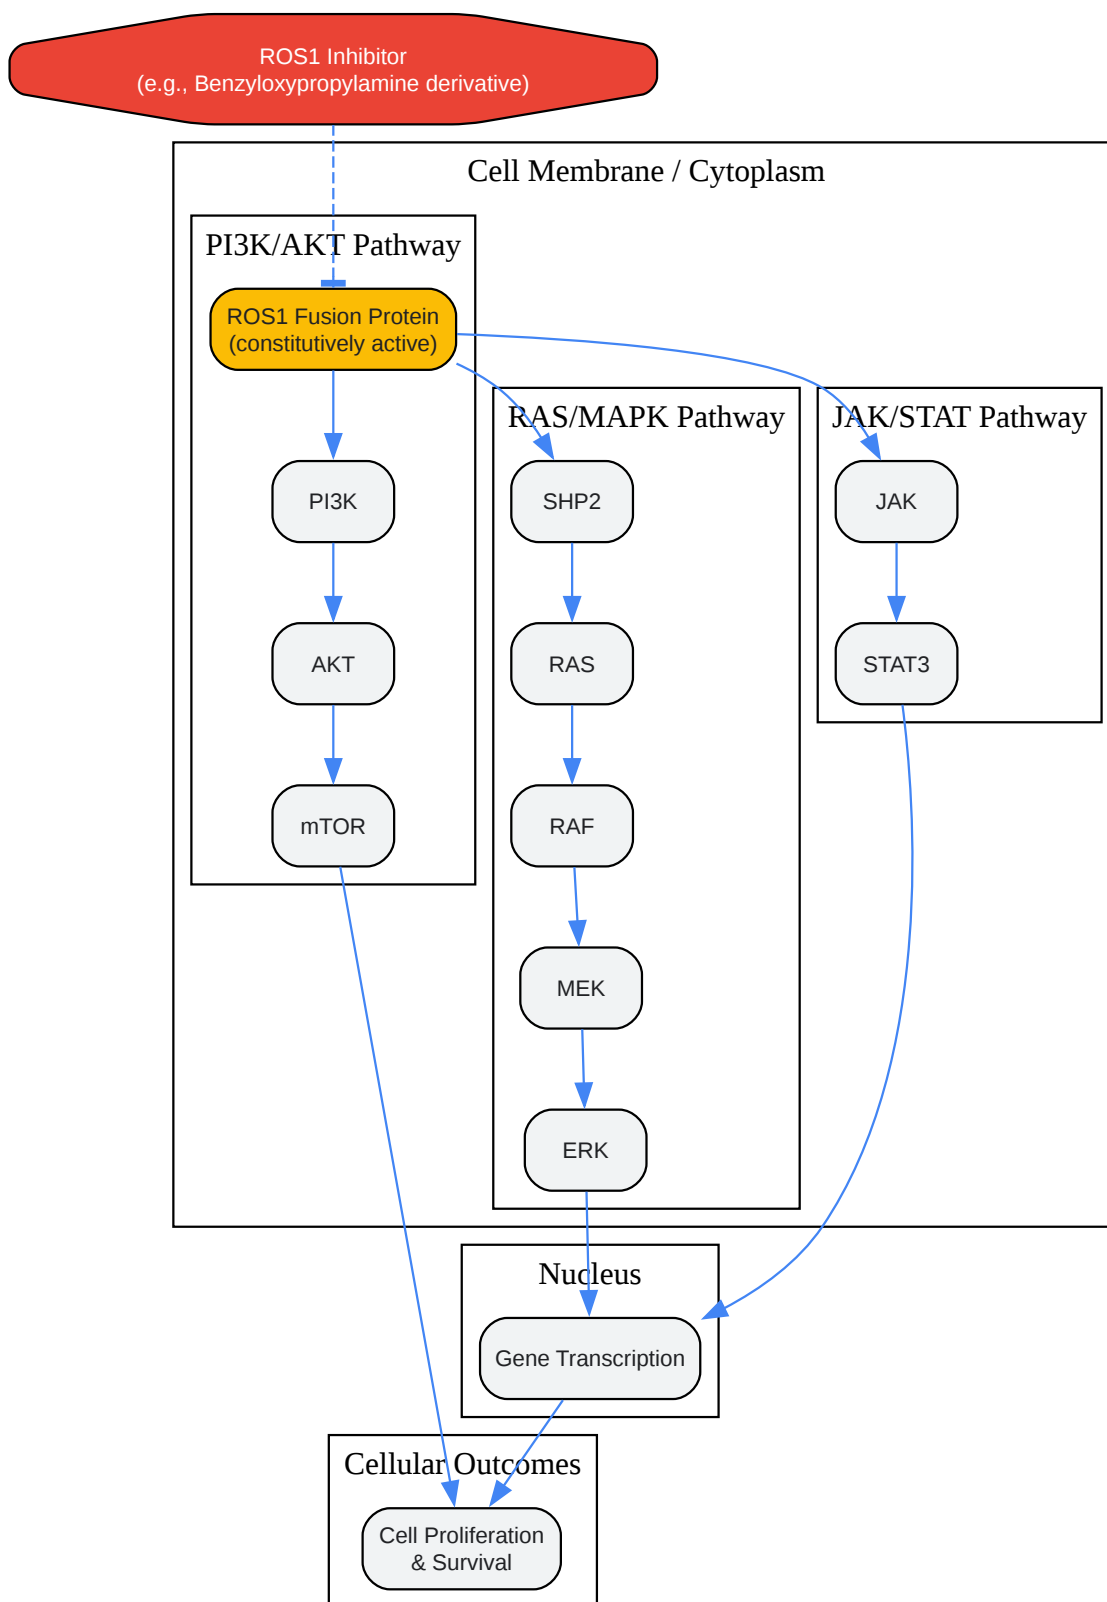 ROS1 Inhibitor
(e.g., Benzyloxypropylamine derivative)
Cell Membrane / Cytoplasm
PI3K/AKT Pathway
ROS1 Fusion Protein
(constitutively active)
RAS/MAPK Pathway
JAK/STAT Pathway
PI3K
SHP2
JAK
AKT
RAS
STAT3
mTOR
RAF
MEK
ERK
Nucleus
Gene Transcription
Cellular Outcomes
Cell Proliferation
& Survival